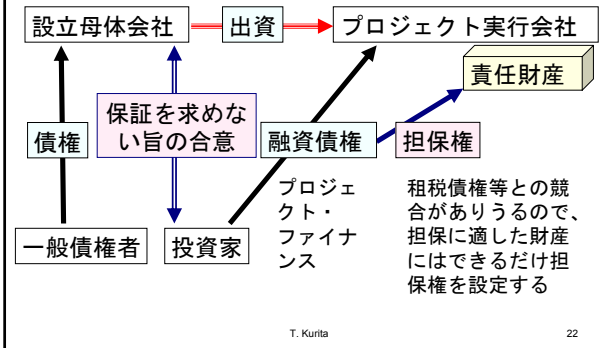 設立母体会社
出資
プロジェクト実行会社
責任財産
保証を求めな
い旨の合意
債権
融資債権
担保権
プロジェ
クト・
ファイナ
ンス
租税債権等との競
合がありうるので、
担保に適した財産
にはできるだけ担
保権を設定する
一般債権者
投資家
T. Kurita
22